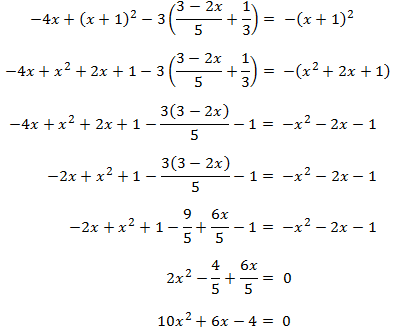 −4x + (x + 1)² − 3((3 − 2x)/5 + 1/3) = −(x + 1)²
−4x + x² + 2x + 1 − 3((3 − 2x)/5 + 1/3) = −(x² + 2x + 1)
−4x + x² + 2x + 1 − 3(3 − 2x)/5 − 1 = −x² − 2x − 1
−2x + x² + 1 − 3(3 − 2x)/5 − 1 = −x² − 2x − 1
−2x + x² + 1 − 9/5 + 6x/5 − 1 = −x² − 2x − 1
2x² − 4/5 + 6x/5 = 0
10x² + 6x − 4 = 0